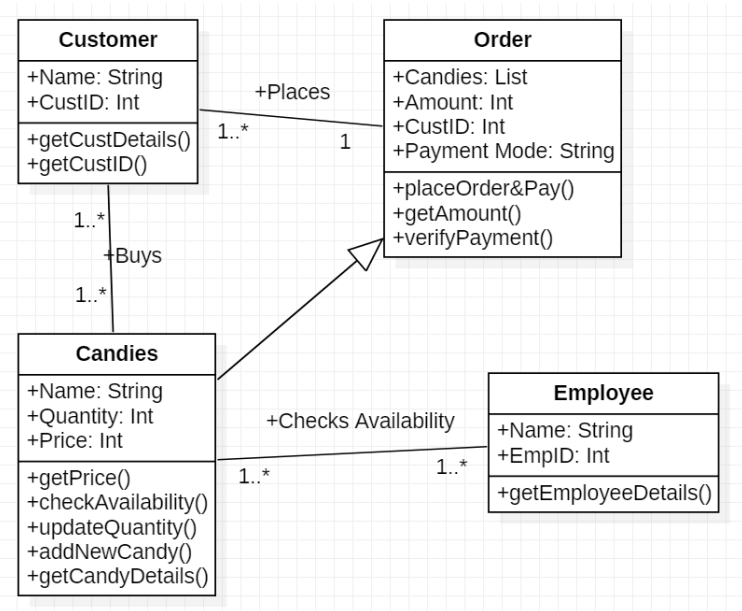 Customer
+Name: String
+CustID: Int
+getCustDetails()
+getCustID()
+Places
1..*
1
Order
+Candies: List
+Amount: Int
+CustID: Int
+Payment Mode: String
+placeOrder&Pay()
+getAmount()
+verifyPayment()
1..*
+Buys
1..*
Candies
+Name: String
+Quantity: Int
+Price: Int
+getPrice()
+checkAvailability()
+updateQuantity()
+addNewCandy()
+getCandyDetails()
+Checks Availability
1..*
1..*
Employee
+Name: String
+EmpID: Int
+getEmployeeDetails()